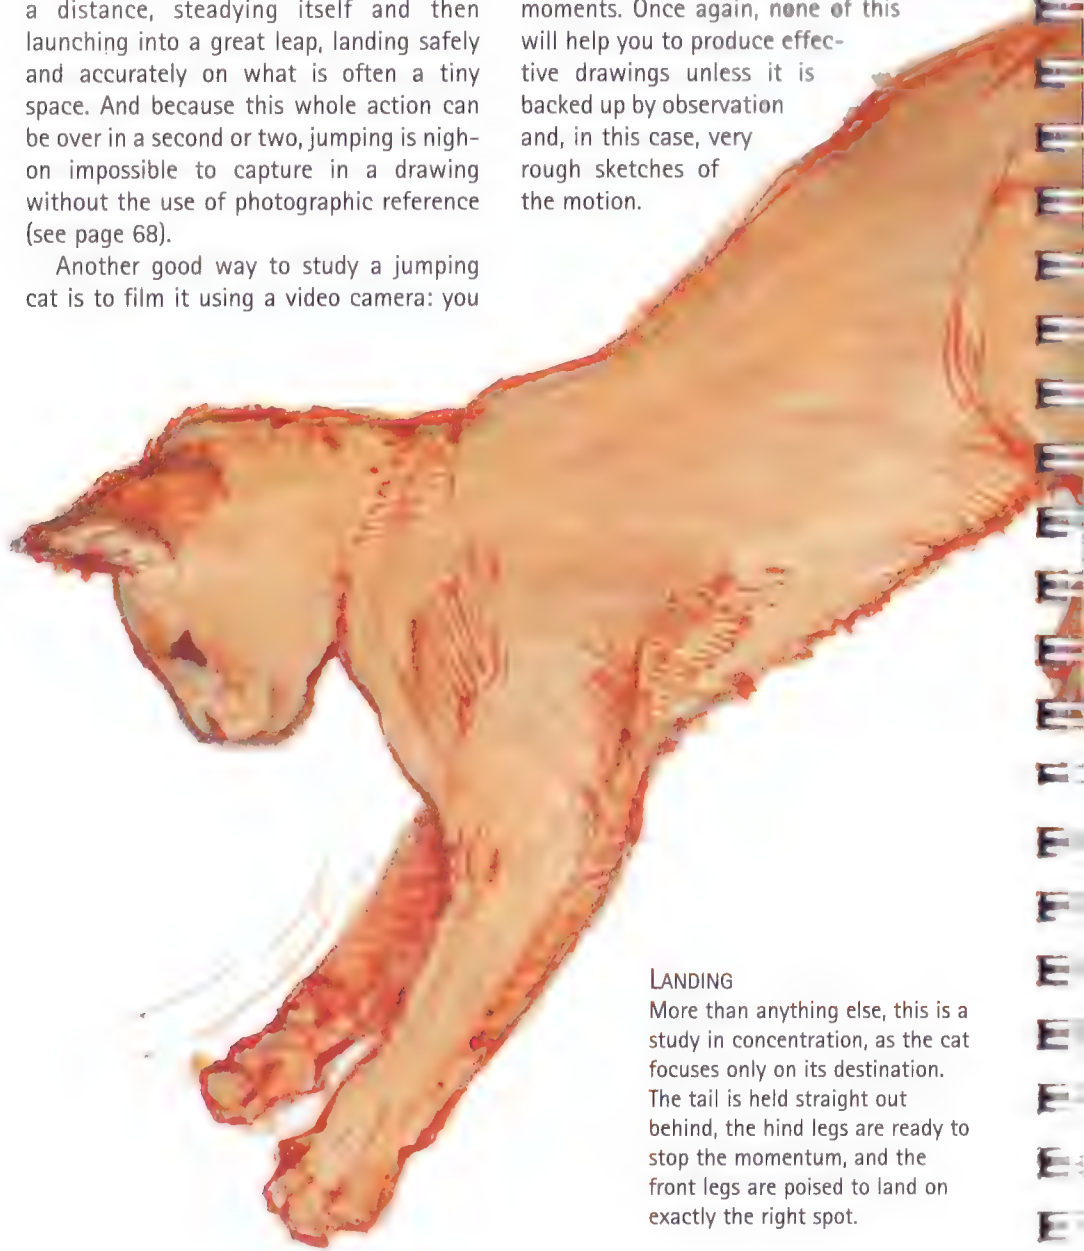 a distance, steadying itself and then
launching into a great leap, landing safely
and accurately on what is often a tiny
space. And because this whole action can
be over in a second or two, jumping is nigh-
on impossible to capture in a drawing
without the use of photographic reference
(see page 68).
Another good way to study a jumping
cat is to film it using a video camera: you
moments. Once again, none of this
will help you to produce effec-
tive drawings unless it is
backed up by observation
and, in this case, very
rough sketches of
the motion.
LANDING
More than anything else, this is a
study in concentration, as the cat
focuses only on its destination.
The tail is held straight out
behind, the hind legs are ready to
stop the momentum, and the
front legs are poised to land on
exactly the right spot.